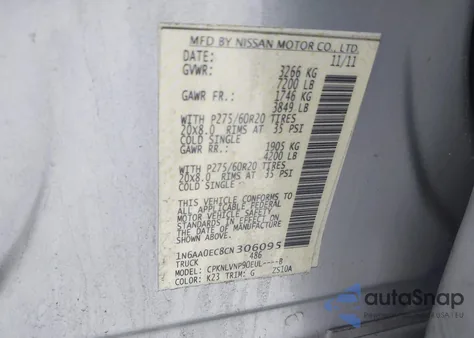 MFD BY NISSAN MOTOR CO., LTD.
DATE: 11/11
GVWR: 3266 KG
7200 LB
GAWR FR.: 1746 KG
3849 LB
WITH P275/60R20 TIRES
20X8.0 RIMS AT 35 PSI
COLD SINGLE
GAWR RR.: 1905 KG
4200 LB
WITH P275/60R20 TIRES
20X8.0 RIMS AT 35 PSI
COLD SINGLE
THIS VEHICLE CONFORMS TO
ALL APPLICABLE FEDERAL
MOTOR VEHICLE SAFETY
STANDARDS IN EFFECT ON
THE DATE OF MANUFACTURE
SHOWN ABOVE
1N6AA0EC8CN306095
TRUCK 486
MODEL: CPKNLVNP90EUL----B
COLOR: K23 TRIM: G ZS10A
autoSnap